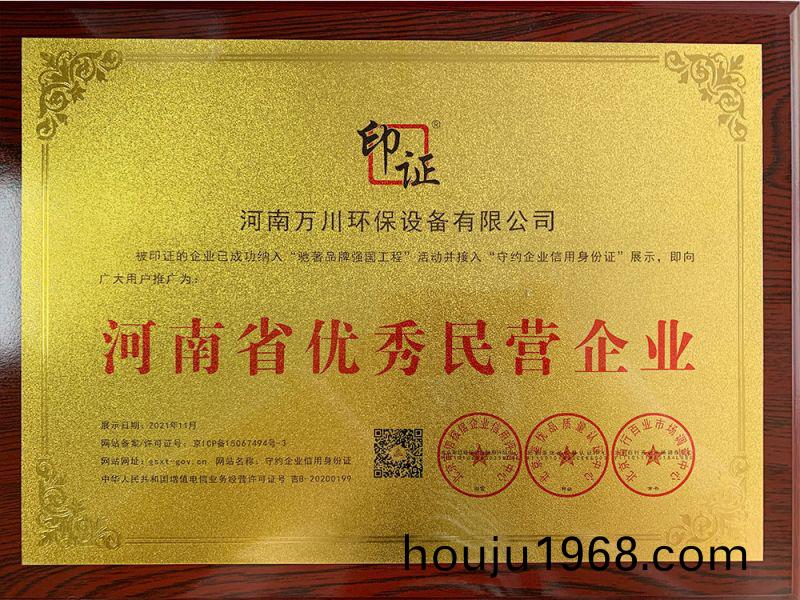 印证®
河南万川环保设备有限公司
被印证的企业已成功纳入“驰著品牌强国工程”活动并接入“守约企业信用身份证”展示，即向
广大用户推广为：
河南省优秀民营企业
展示日期：2021年11月
网站备案/许可证号：京ICP备15067494号-3
网站网址：gsxt-gov.cn 网站名称：守约企业信用身份证
中华人民共和国增值电信业务经营许可证号 吉B-20200199
houju1968.com